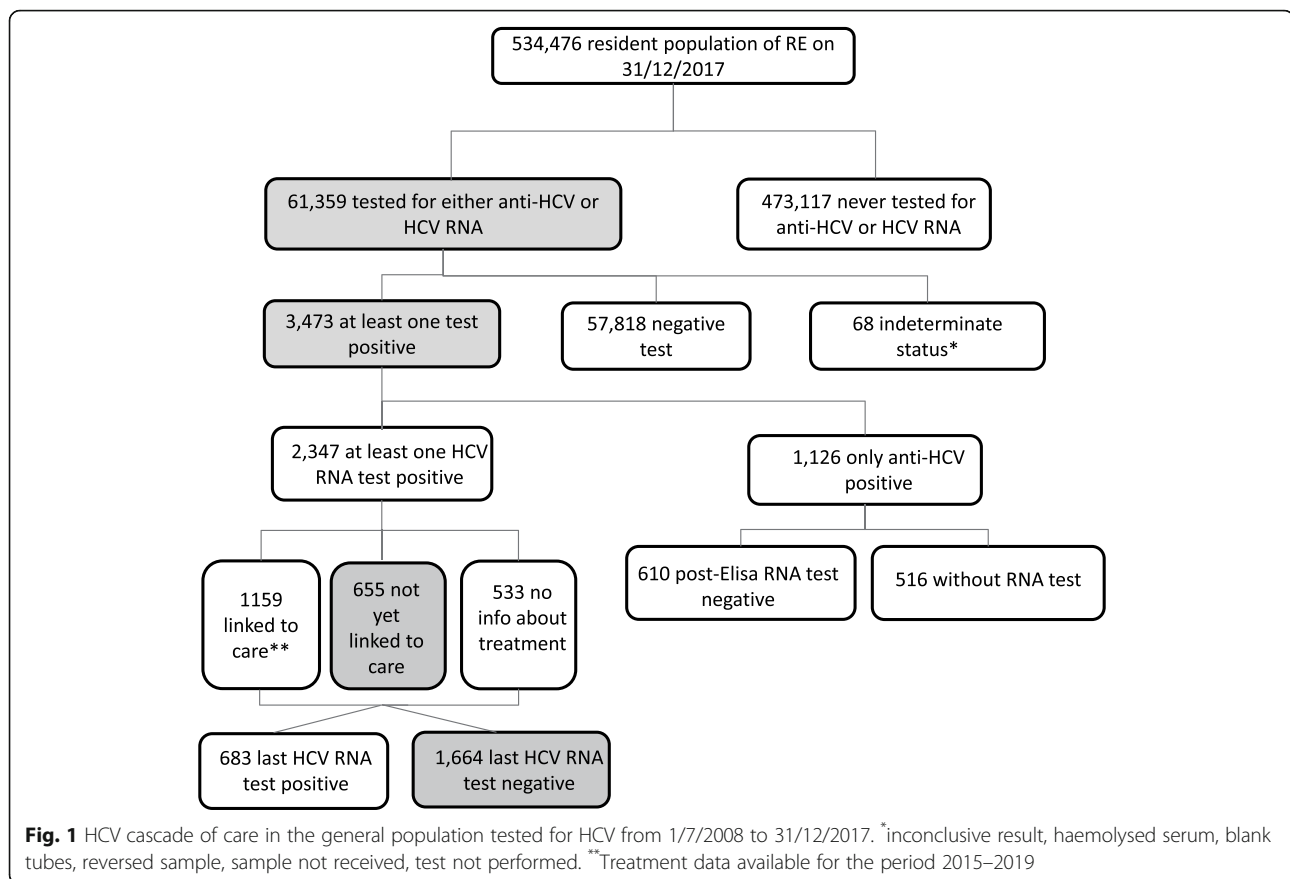 534,476 resident population of RE on
31/12/2017
61,359 tested for either anti-HCV or
HCV RNA
473,117 never tested for
anti-HCV or HCV RNA
3,473 at least one test
positive
57,818 negative
test
68 indeterminate
status*
2,347 at least one HCV
RNA test positive
1,126 only anti-HCV
positive
1159
linked to
care**
655 not
yet
linked to
care
533 no
info about
treatment
610 post-Elisa RNA test
negative
516 without RNA test
683 last HCV RNA
test positive
1,664 last HCV RNA
test negative
Fig. 1 HCV cascade of care in the general population tested for HCV from 1/7/2008 to 31/12/2017. *inconclusive result, haemolysed serum, blank
tubes, reversed sample, sample not received, test not performed. **Treatment data available for the period 2015–2019